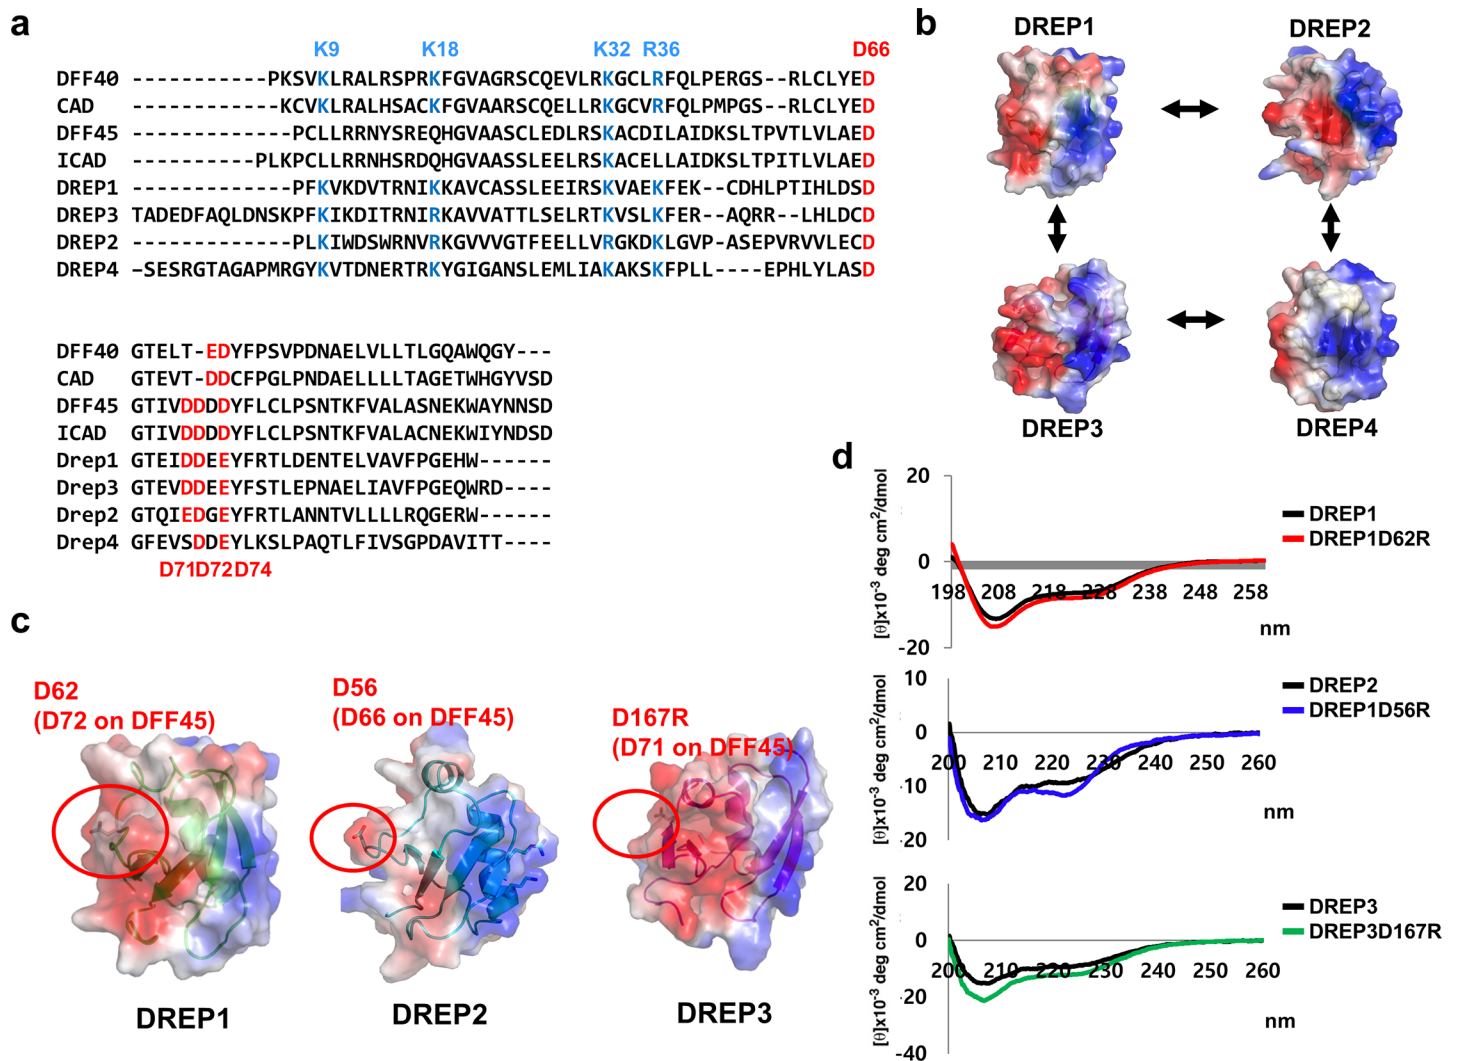 a
K9 K18 K32 R36 D66
DFF40 -----------PKSVKLRALRSPRKFGVAGRSCQEVLRKGCLRFQLPERGS--RLCLYED
CAD -----------KCVKLRALHSACKFGVAARSCQELLRKGCVRFQLPMPGS--RLCLYED
DFF45 -------------PCLLRRNYSREQHGVAASCLEDLRSKACDILAIDKSLTPVTLVLAED
ICAD ----------PLKPCLLRRNHSRDQHGVAASSLEELRSKACELLAIDKSLTPITLVLAED
DREP1 -------------PFKVKDVTRNIKKAVCASSLEEIRSKVAEKFEK--CDHLPTIHLDSD
DREP3 TADEDFAQLDNSKPFKIKDITRNIRKAVVATTLSELRTKVSLKFER--AQRR--LHLDCD
DREP2 -------------PLKIWDSWRNVRKGVVVGTFEELLVRGKDKLGVP-ASEPVRVVLECD
DREP4 –SESRGTAGAPMRGYKVTDNERTRKYGIGANSLEMLIAKAKSKFPLL----EPHLYLASD
DFF40 GTELT-EDYFPSVPDNAELVLLTLGQAWQGY---
CAD GTEVT-DDCFPGLPNDAELLLLTAGETWHGYVSD
DFF45 GTIVDDDDYFLCLPSNTKFVALASNEKWAYNNSD
ICAD GTIVDDDDYFLCLPSNTKFVALACNEKWIYNDSD
Drep1 GTEIDDEEYFRTLDENTELVAVFPGEHW------
Drep3 GTEVDDEEYFSTLEPNAELIAVFPGEQWRD----
Drep2 GTQIEDGEYFRTLANNTVLLLLRQGERW------
Drep4 GFEVSDDEYLKSLPAQTLFIVSGPDAVITT----
D71D72D74
b
DREP1 DREP2
DREP3 DREP4
c
D62
(D72 on DFF45)
D56
(D66 on DFF45)
D167R
(D71 on DFF45)
DREP1 DREP2 DREP3
d
[θ]x10-3 deg cm2/dmol
20
0
-20
198 208 218 228 238 248 258
nm
DREP1
DREP1D62R
[θ]x10-3 deg cm2/dmol
10
0
-10
-20
200 210 220 230 240 250 260
nm
DREP2
DREP1D56R
[θ]x10-3 deg cm2/dmol
20
0
-20
-40
200 210 220 230 240 250 260
nm
DREP3
DREP3D167R